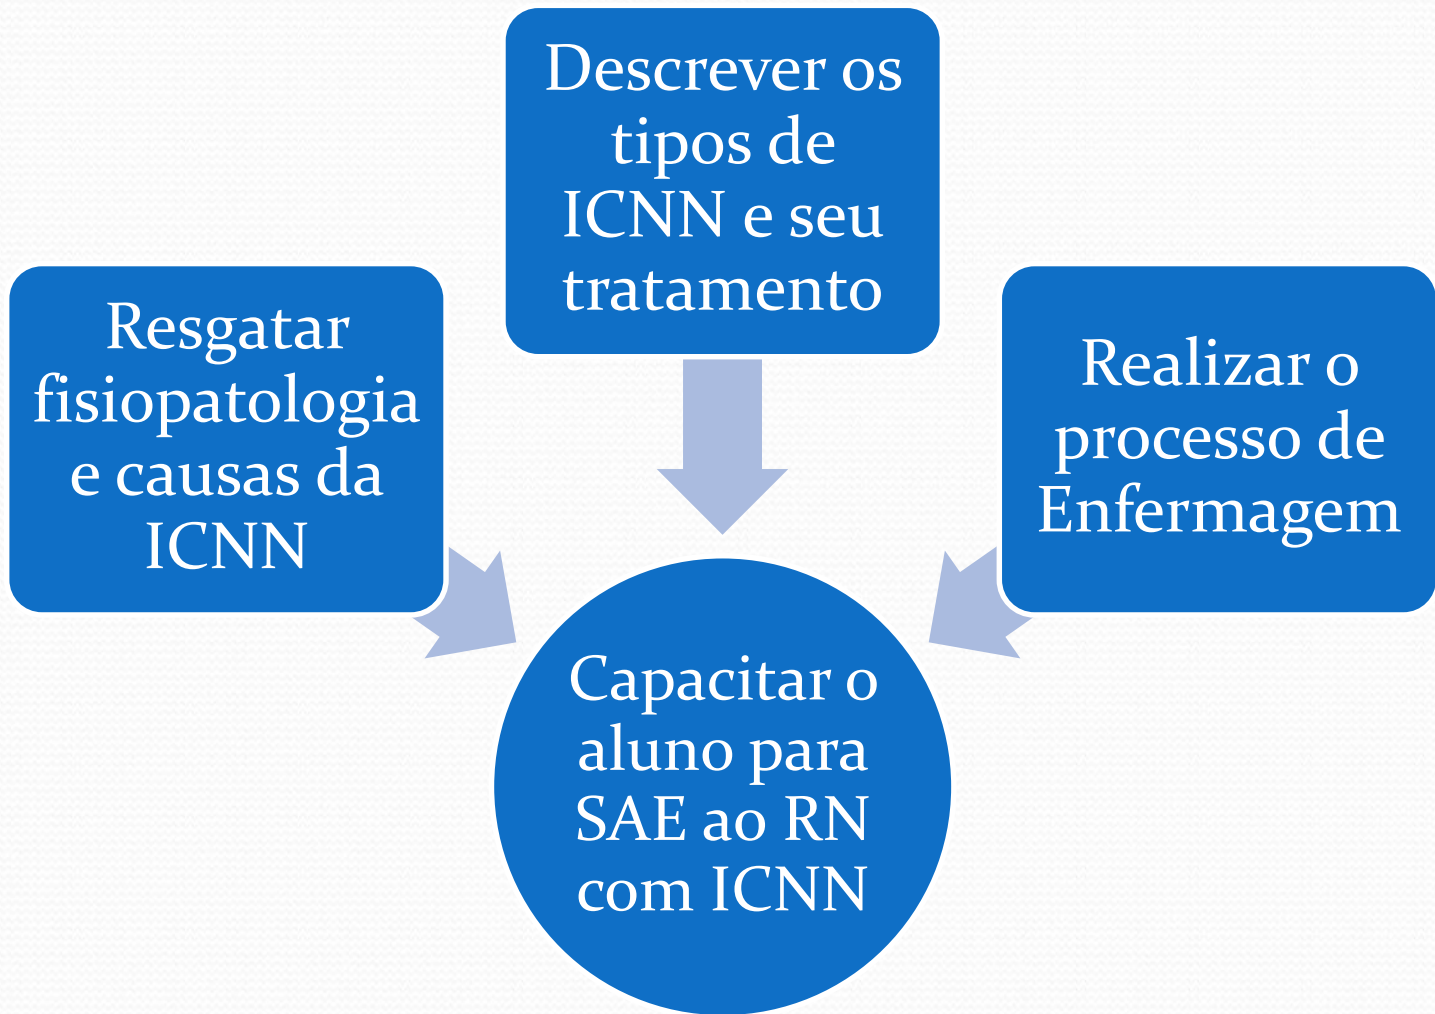 Descrever os
tipos de
ICNN e seu
tratamento
Resgatar
fisiopatologia
e causas da
ICNN
Realizar o
processo de
Enfermagem
Capacitar o
aluno para
SAE ao RN
com ICNN